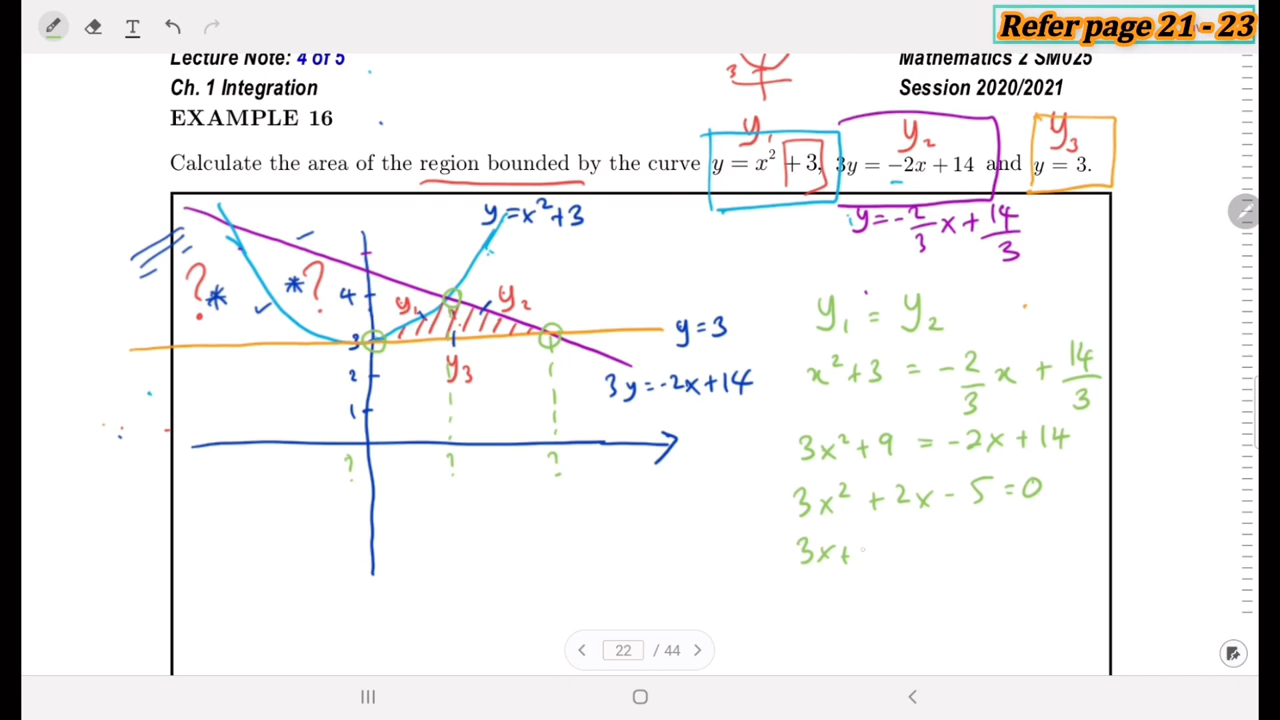 Refer page 21 - 23
Lecture Note: 4 of 5
Mathematics 2 SM025
Ch. 1 Integration
Session 2020/2021
EXAMPLE 16
3
y₁
y₂
y₃
Calculate the area of the region bounded by the curve y = x² + 3, 3y = −2x + 14 and y = 3.
y = x² + 3
y = -2/3 x + 14/3
? * * ?
4
y₁
y₂
3
y = 3
2
y₃
3y = -2x + 14
1
? ? ?
y₁ = y₂
x² + 3 = -2/3 x + 14/3
3x² + 9 = -2x + 14
3x² + 2x - 5 = 0
3x +
22 / 44